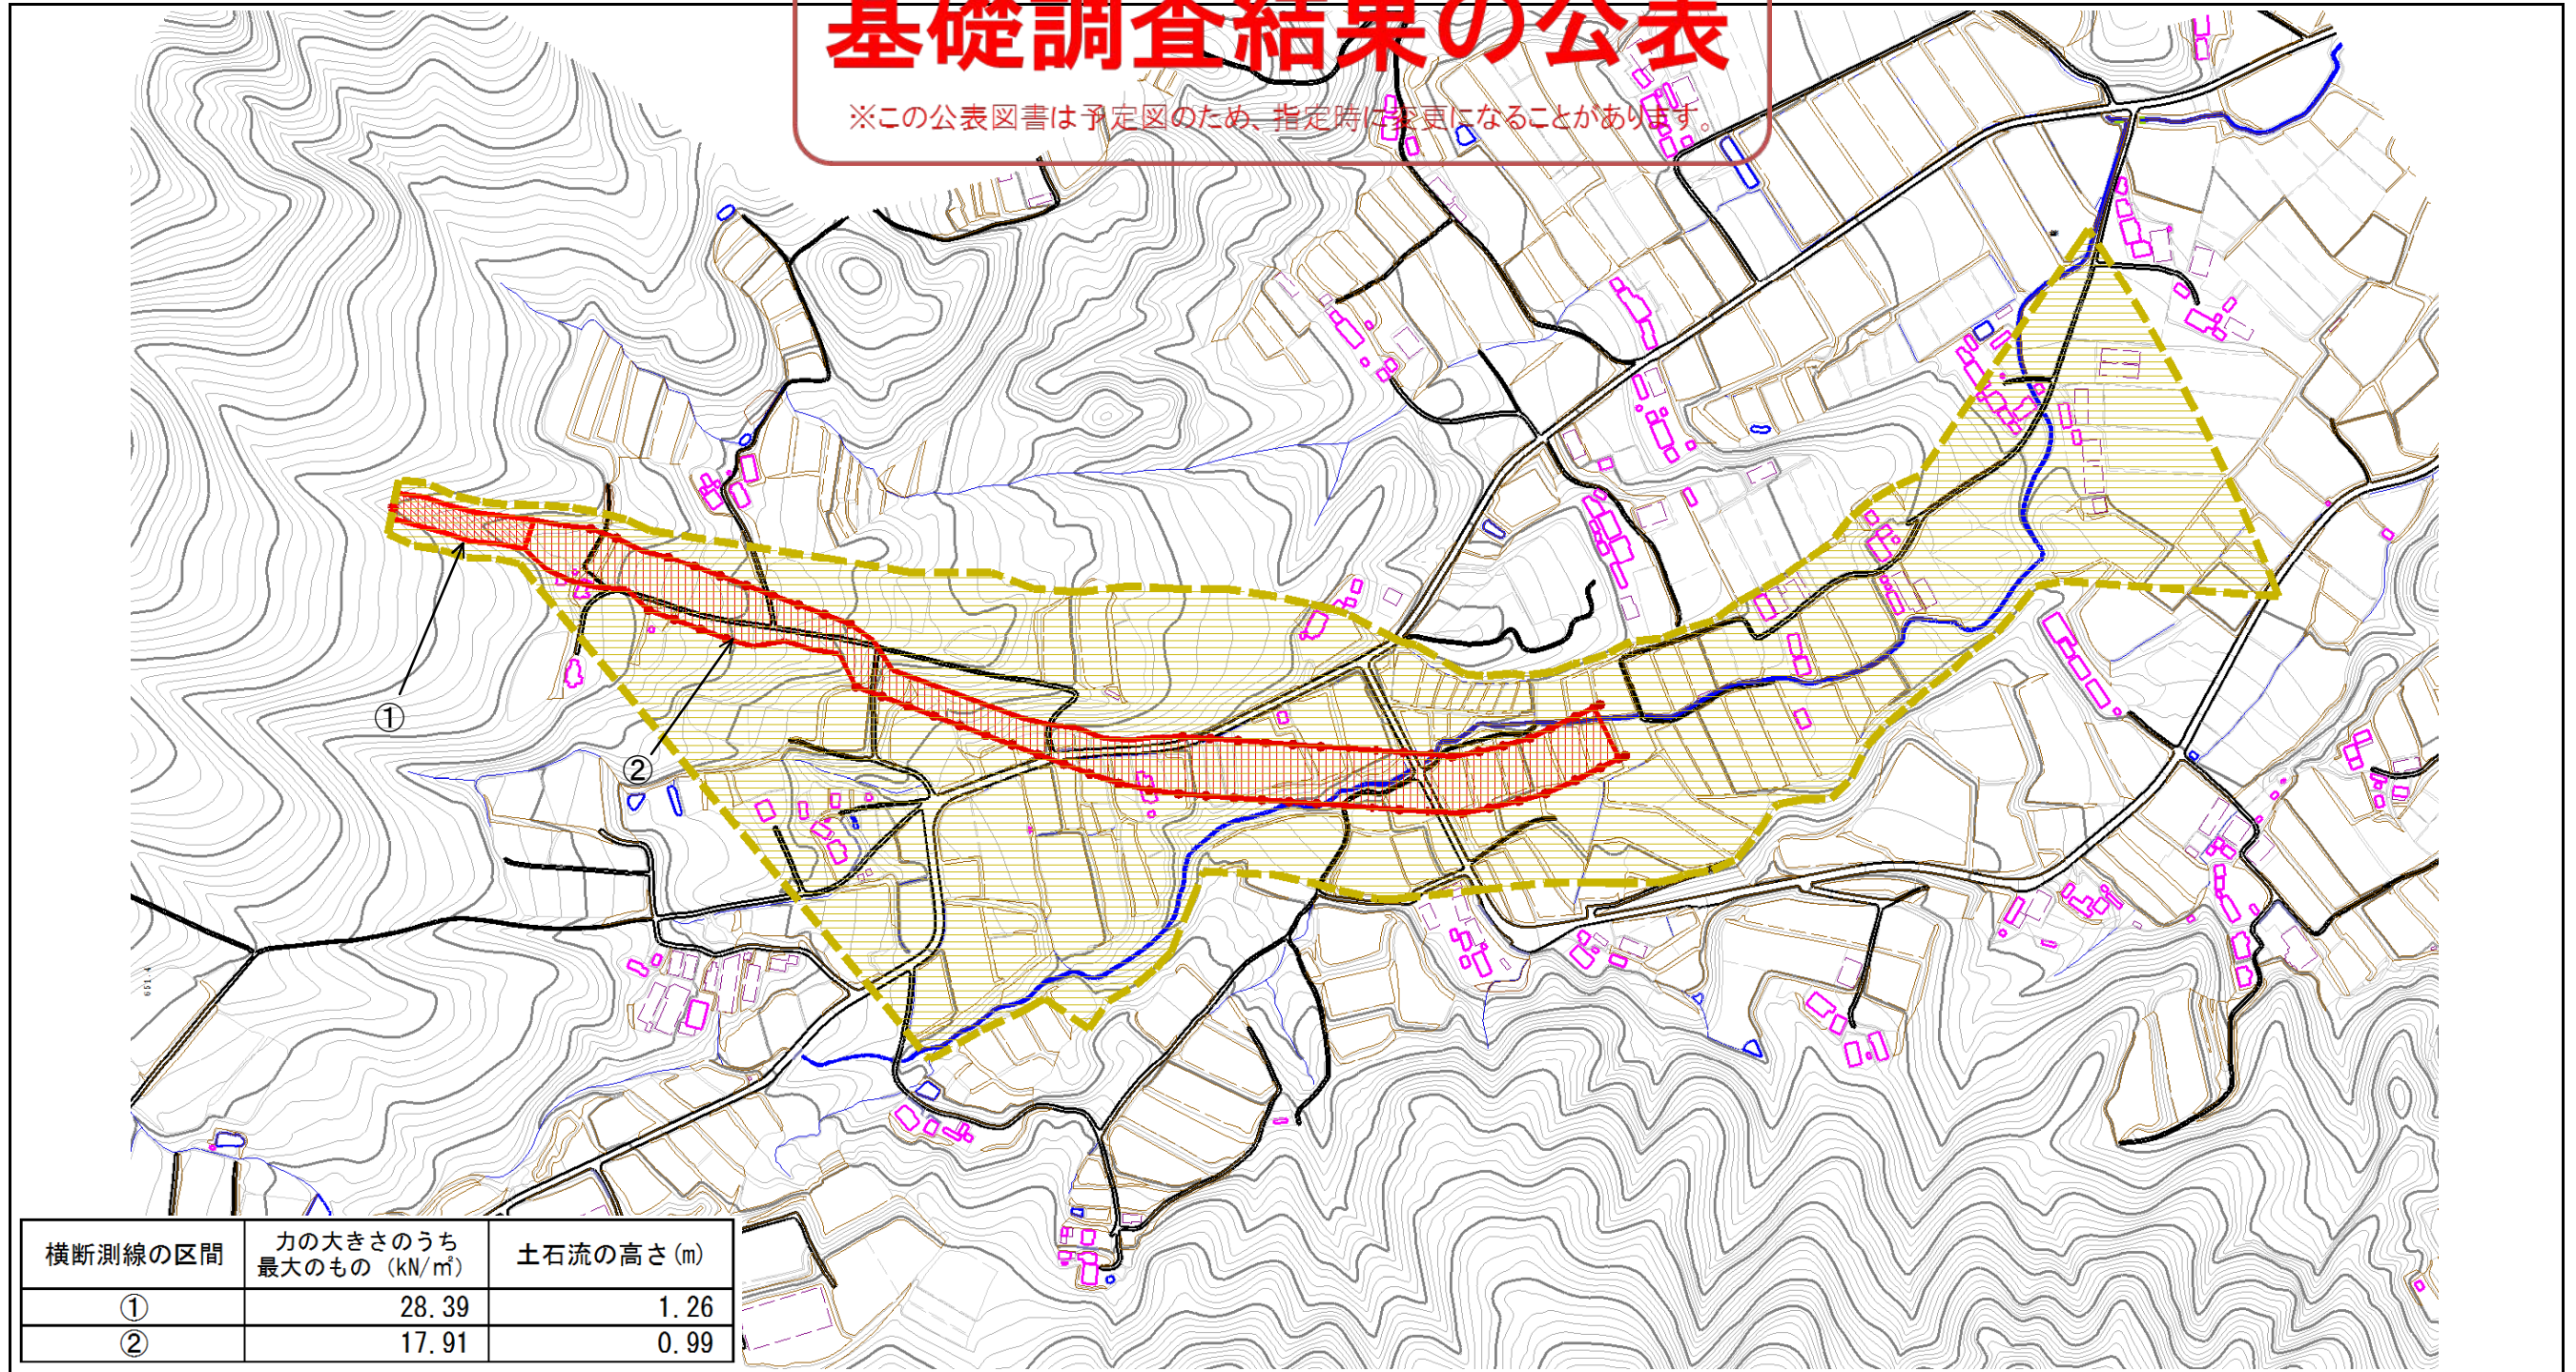 基礎調査結果の公表
※この公表図書は予定図のため、指定時に変更になることがあります。
①
②
651.4
横断測線の区間 力の大きさのうち最大のもの (kN/㎡) 土石流の高さ(m)
① 28.39 1.26
② 17.91 0.99